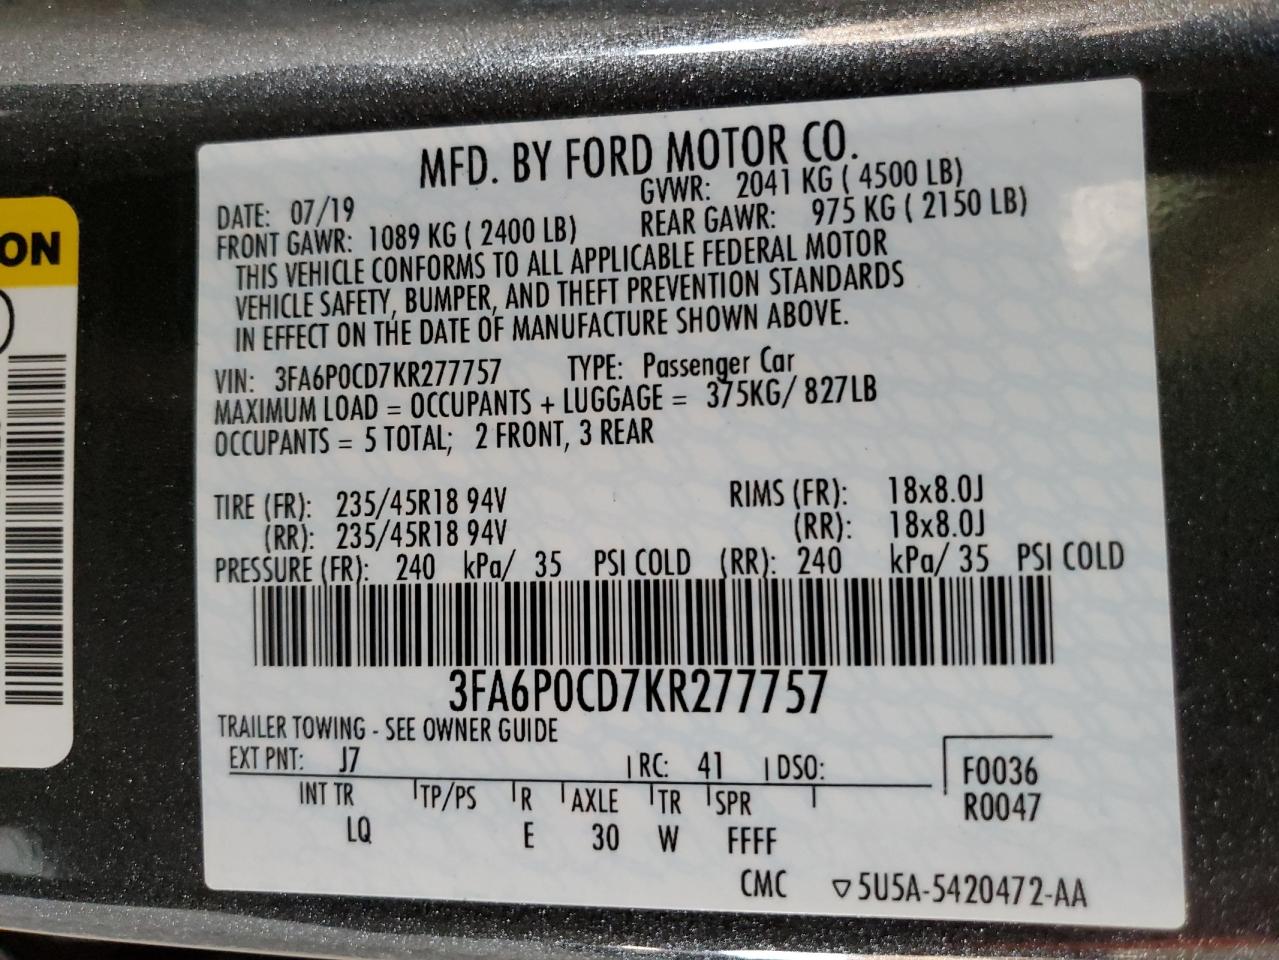 ON
MFD. BY FORD MOTOR CO.
DATE: 07/19 GVWR: 2041 KG ( 4500 LB)
FRONT GAWR: 1089 KG ( 2400 LB) REAR GAWR: 975 KG ( 2150 LB)
THIS VEHICLE CONFORMS TO ALL APPLICABLE FEDERAL MOTOR
VEHICLE SAFETY, BUMPER, AND THEFT PREVENTION STANDARDS
IN EFFECT ON THE DATE OF MANUFACTURE SHOWN ABOVE.
VIN: 3FA6P0CD7KR277757 TYPE: Passenger Car
MAXIMUM LOAD = OCCUPANTS + LUGGAGE = 375KG/ 827LB
OCCUPANTS = 5 TOTAL; 2 FRONT, 3 REAR
TIRE (FR): 235/45R18 94V RIMS (FR): 18x8.0J
(RR): 235/45R18 94V (RR): 18x8.0J
PRESSURE (FR): 240 kPa/ 35 PSI COLD (RR): 240 kPa/ 35 PSI COLD
3FA6P0CD7KR277757
TRAILER TOWING - SEE OWNER GUIDE
EXT PNT: J7 RC: 41 DSO: F0036
INT TR TP/PS R AXLE TR SPR R0047
LQ E 30 W FFFF
CMC ▽5U5A-5420472-AA